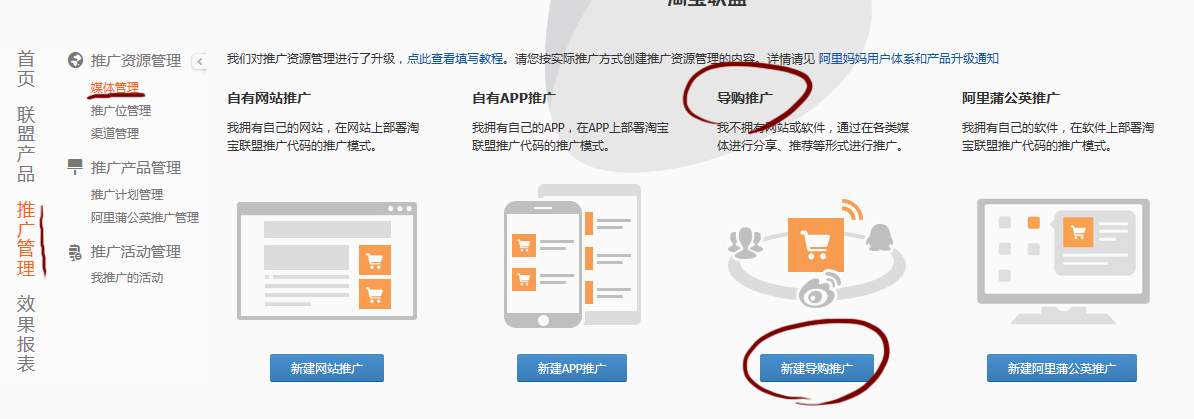 淘宝联盟
首页
联盟产品
推广管理
效果报表
推广资源管理
媒体管理
推广位管理
渠道管理
推广产品管理
推广计划管理
阿里蒲公英推广管理
推广活动管理
我推广的活动
我们对推广资源管理进行了升级，点此查看填写教程。请您按实际推广方式创建推广资源管理的内容。详情请见 阿里妈妈用户体系和产品升级通知
自有网站推广
我拥有自己的网站，在网站上部署淘
宝联盟推广代码的推广模式。
新建网站推广
自有APP推广
我拥有自己的APP，在APP上部署淘宝
联盟推广代码的推广模式。
新建APP推广
导购推广
我不拥有网站或软件，通过在各类媒
体进行分享、推荐等形式进行推广。
新建导购推广
阿里蒲公英推广
我拥有自己的软件，在软件上部署淘
宝联盟推广代码的推广模式。
新建阿里蒲公英推广